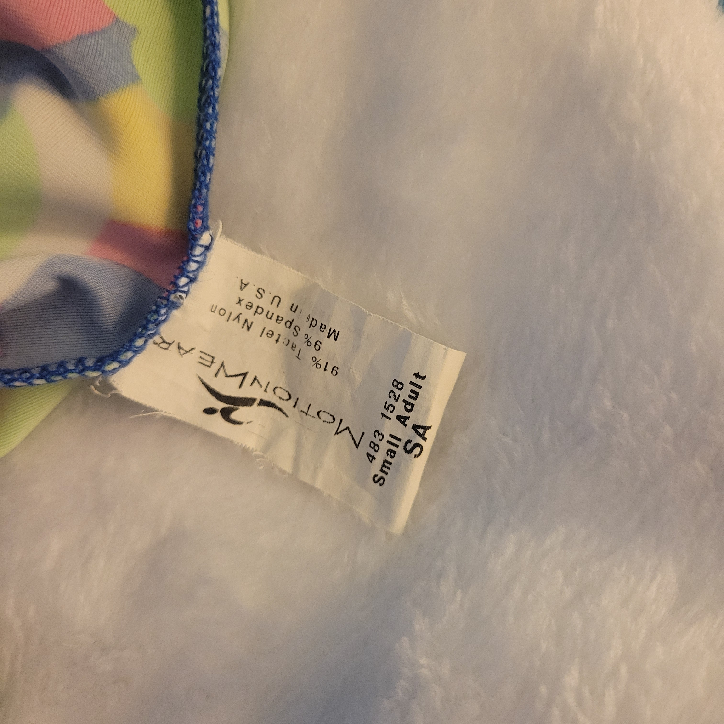 MOTIONWEAR
91% Tactel Nylon
9% Spandex
Made in U.S.A
483 1528
Small Adult
SA